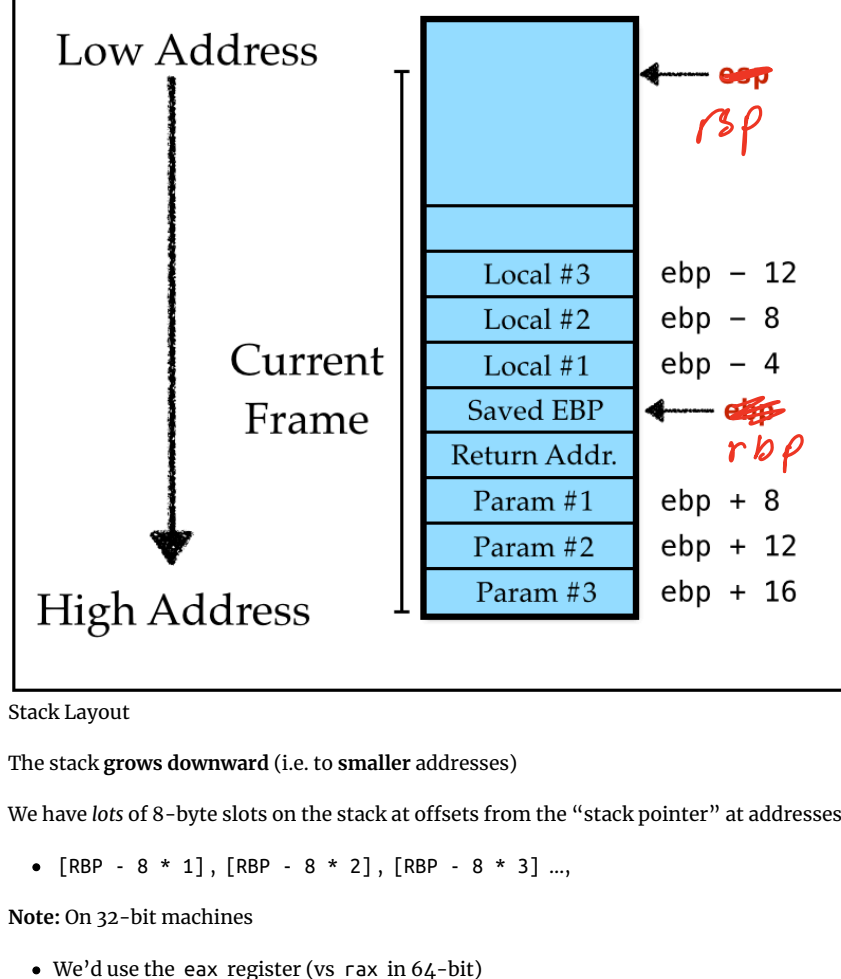 Low Address
esp
rsp
Local #3 ebp - 12
Local #2 ebp - 8
Local #1 ebp - 4
Current
Frame
Saved EBP ebp
rbp
Return Addr.
Param #1 ebp + 8
Param #2 ebp + 12
Param #3 ebp + 16
High Address
Stack Layout
The stack grows downward (i.e. to smaller addresses)
We have lots of 8-byte slots on the stack at offsets from the “stack pointer” at addresses
• [RBP - 8 * 1], [RBP - 8 * 2], [RBP - 8 * 3] …,
Note: On 32-bit machines
• We’d use the eax register (vs rax in 64-bit)